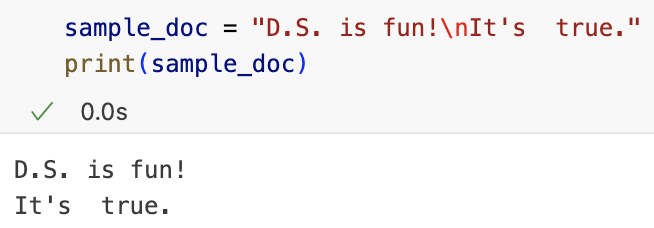 sample_doc = "D.S. is fun!\nIt's  true."
print(sample_doc)
✓ 0.0s
D.S. is fun!
It's  true.